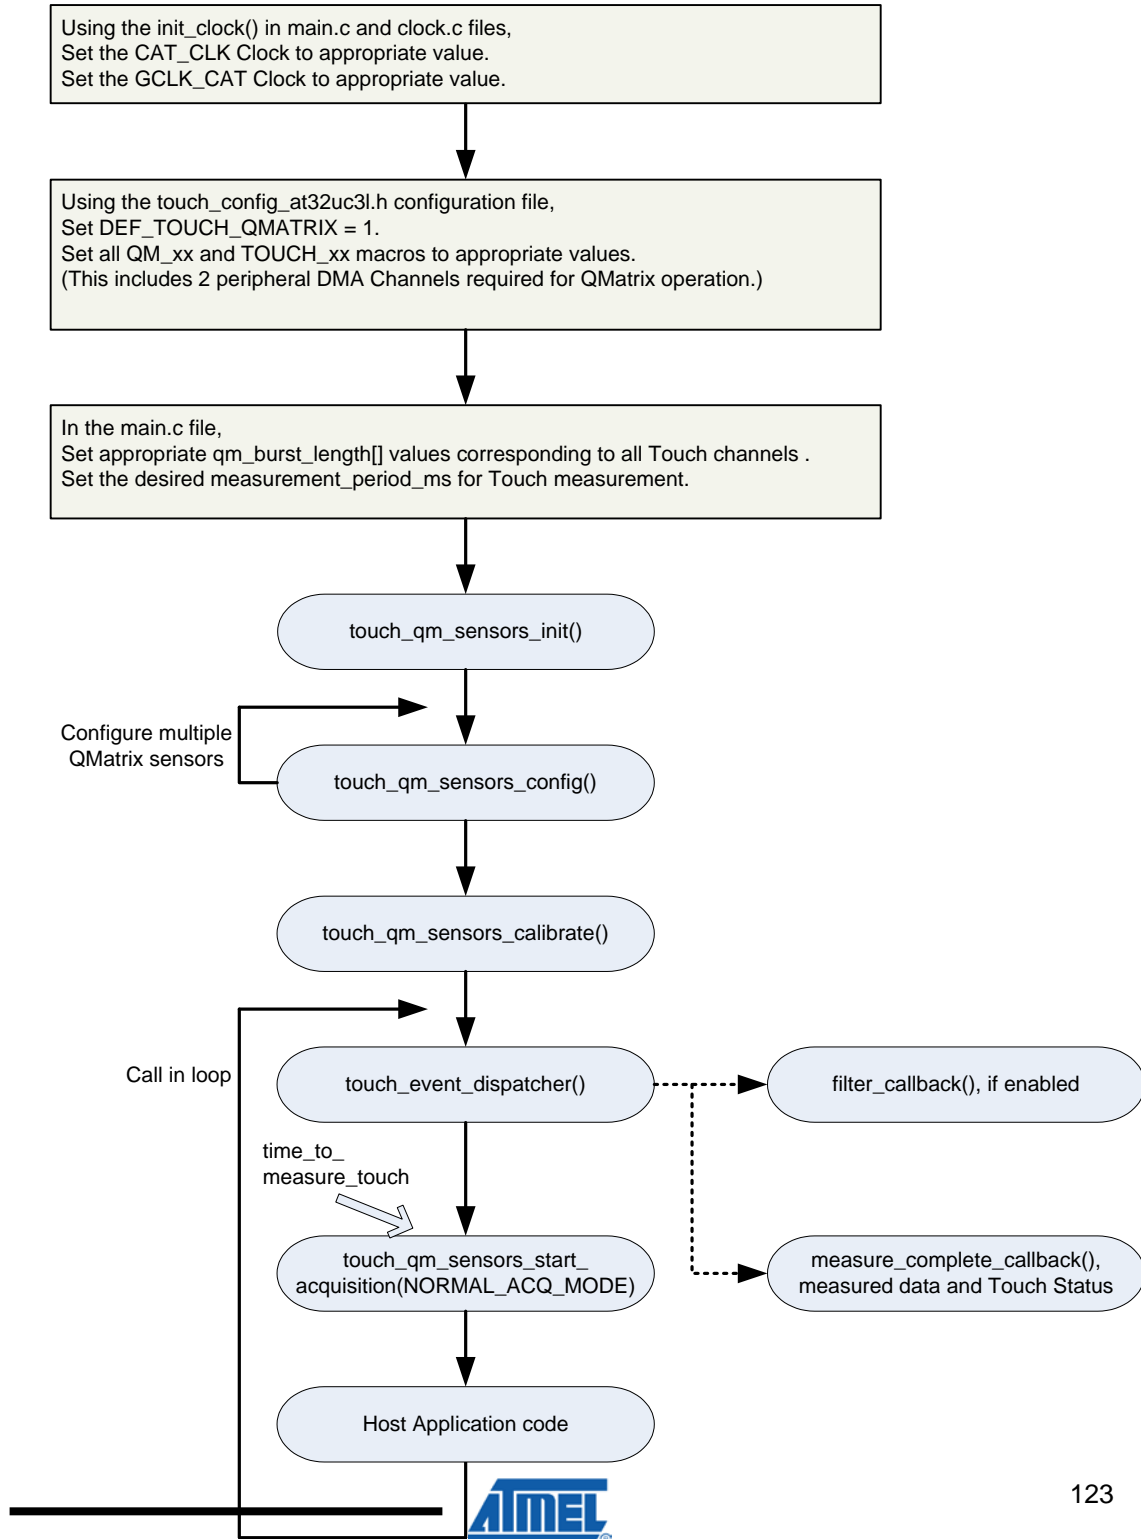 Using the init_clock() in main.c and clock.c files,
Set the CAT_CLK Clock to appropriate value.
Set the GCLK_CAT Clock to appropriate value.
Using the touch_config_at32uc3l.h configuration file,
Set DEF_TOUCH_QMATRIX = 1.
Set all QM_xx and TOUCH_xx macros to appropriate values.
(This includes 2 peripheral DMA Channels required for QMatrix operation.)
In the main.c file,
Set appropriate qm_burst_length[] values corresponding to all Touch channels .
Set the desired measurement_period_ms for Touch measurement.
touch_qm_sensors_init()
Configure multiple
QMatrix sensors
touch_qm_sensors_config()
touch_qm_sensors_calibrate()
Call in loop
touch_event_dispatcher()
filter_callback(), if enabled
time_to_
measure_touch
touch_qm_sensors_start_
acquisition(NORMAL_ACQ_MODE)
measure_complete_callback(),
measured data and Touch Status
Host Application code
ATMEL
®
123